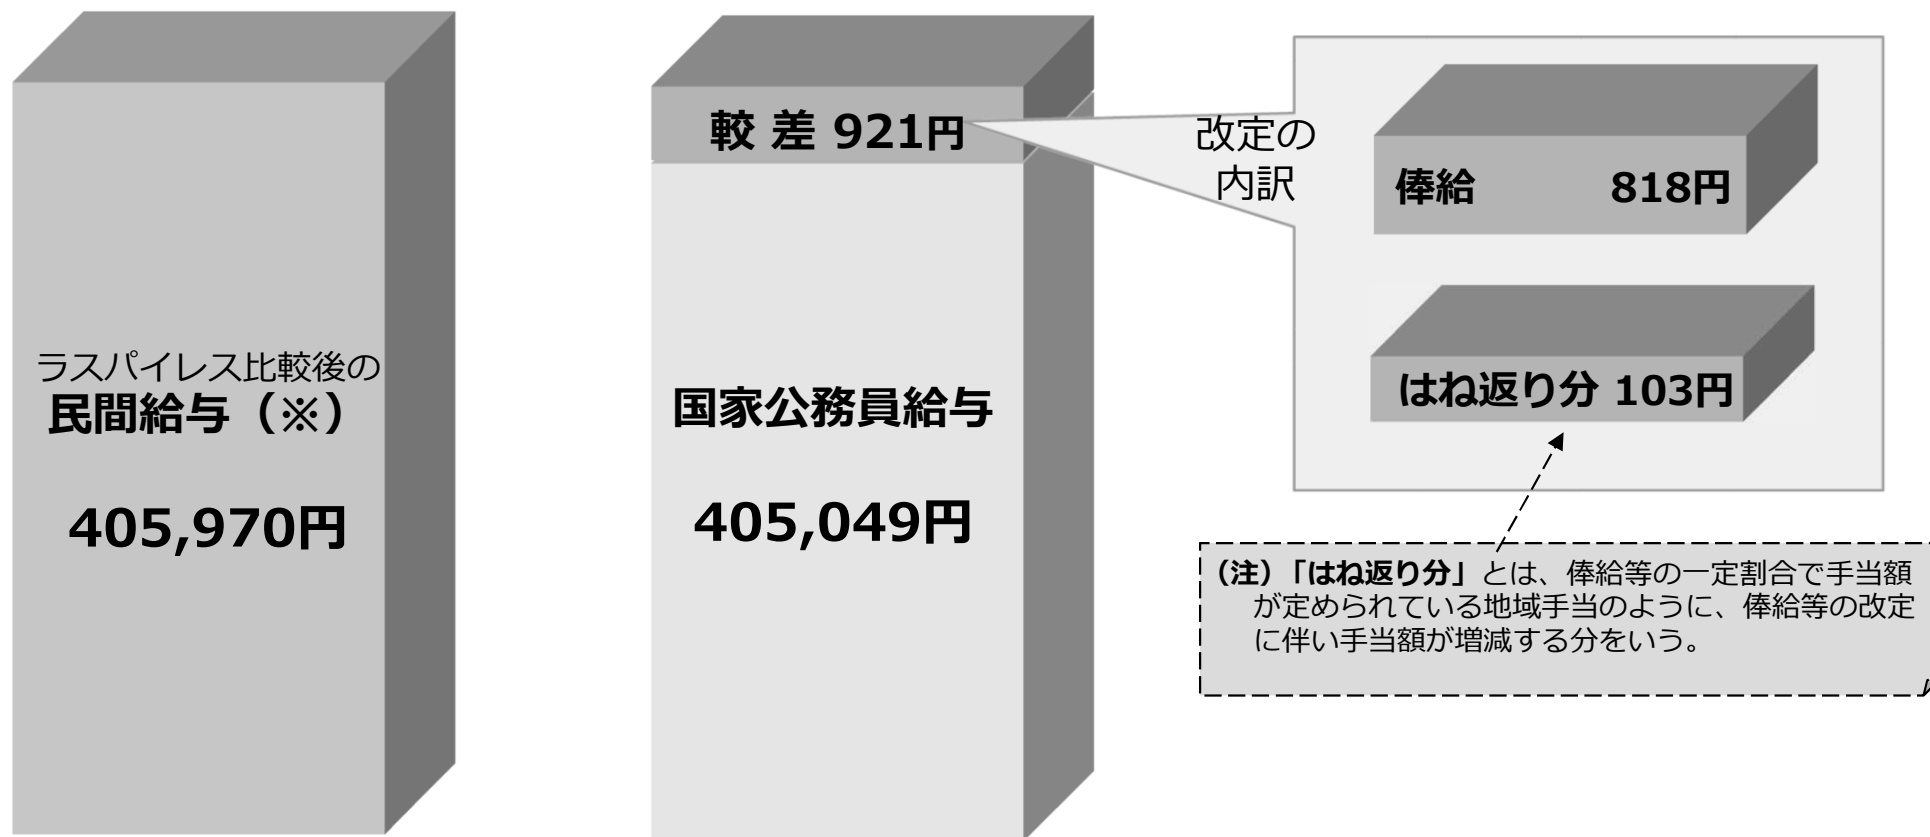 ラスパイレス比較後の
民間給与（※）
405,970円
較 差 921円
国家公務員給与
405,049円
改定の
内訳
俸給 818円
はね返り分 103円
（注）「はね返り分」とは、俸給等の一定割合で手当額
が定められている地域手当のように、俸給等の改定
に伴い手当額が増減する分をいう。